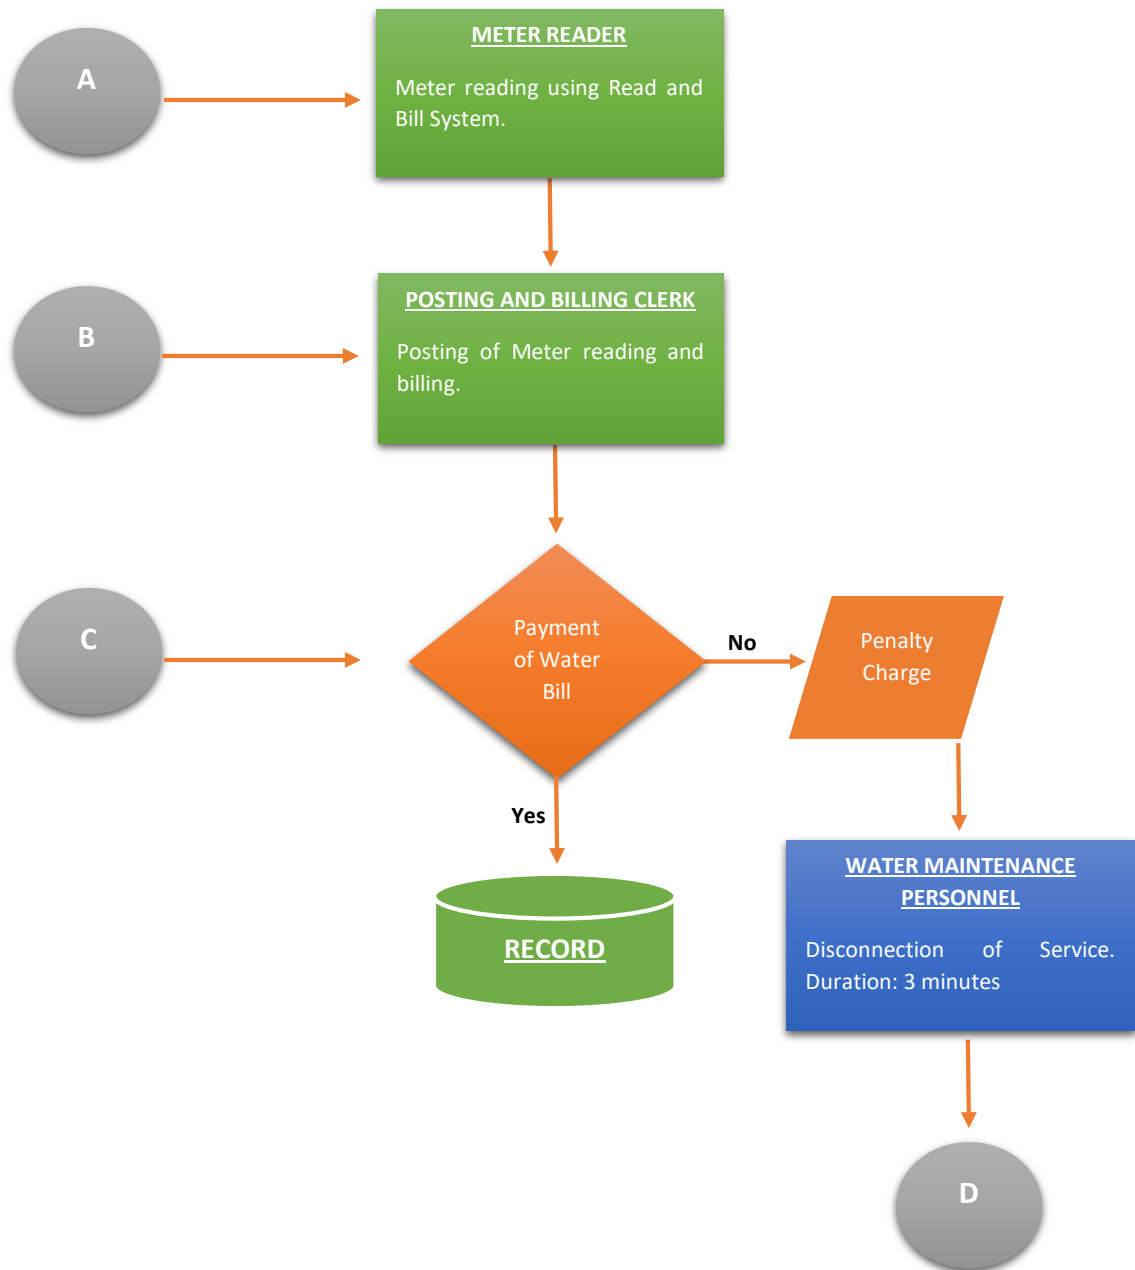 A
METER READER
Meter reading using Read and
Bill System.
B
POSTING AND BILLING CLERK
Posting of Meter reading and
billing.
C
Payment
of Water
Bill
No
Penalty
Charge
Yes
RECORD
WATER MAINTENANCE
PERSONNEL
Disconnection of Service.
Duration: 3 minutes
D